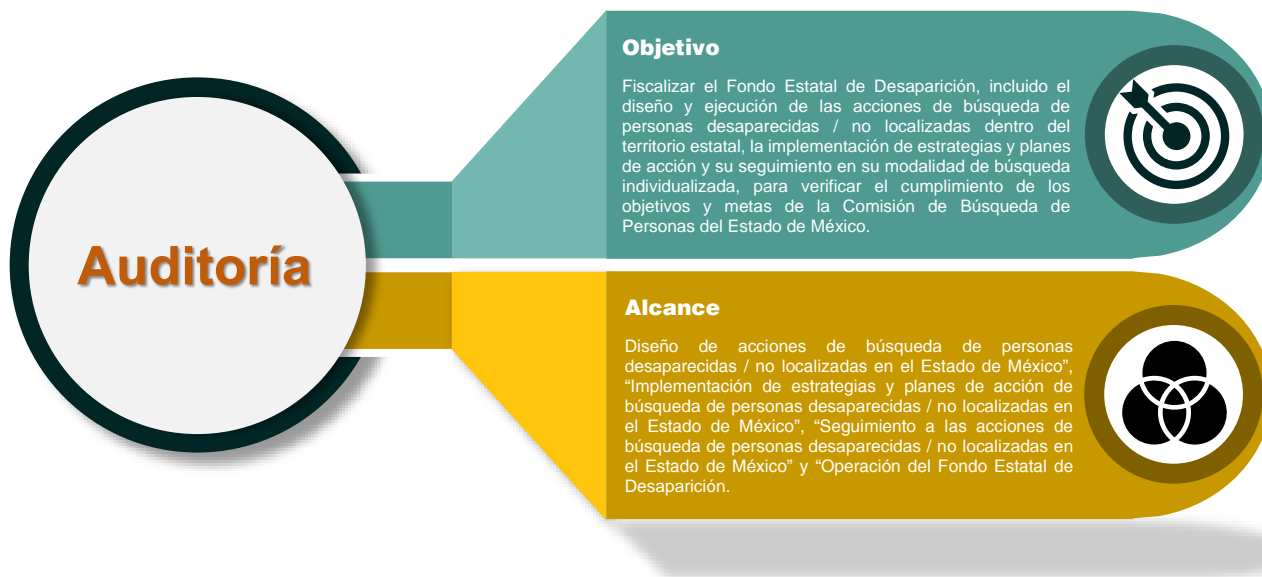 Auditoría
Objetivo
Fiscalizar el Fondo Estatal de Desaparición, incluido el
diseño y ejecución de las acciones de búsqueda de
personas desaparecidas / no localizadas dentro del
territorio estatal, la implementación de estrategias y planes
de acción y su seguimiento en su modalidad de búsqueda
individualizada, para verificar el cumplimiento de los
objetivos y metas de la Comisión de Búsqueda de
Personas del Estado de México.
Alcance
Diseño de acciones de búsqueda de personas
desaparecidas / no localizadas en el Estado de México”,
“Implementación de estrategias y planes de acción de
búsqueda de personas desaparecidas / no localizadas en
el Estado de México”, “Seguimiento a las acciones de
búsqueda de personas desaparecidas / no localizadas en
el Estado de México” y “Operación del Fondo Estatal de
Desaparición.